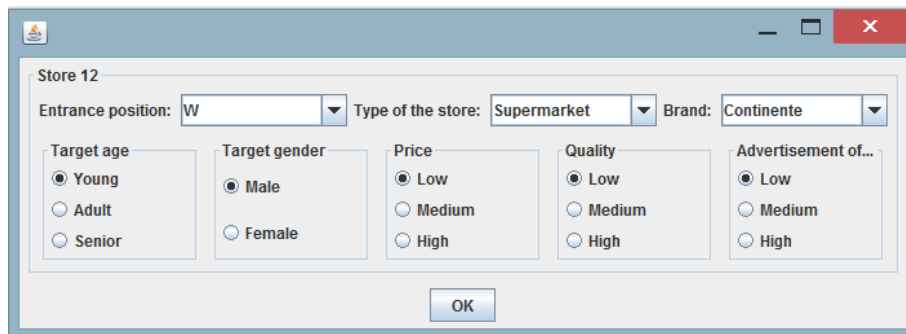 Store 12
Entrance position: W Type of the store: Supermarket Brand: Continente
Target age Target gender Price Quality Advertisement of...
Young Male Low Low Low
Adult Medium Medium Medium
Senior Female High High High
OK